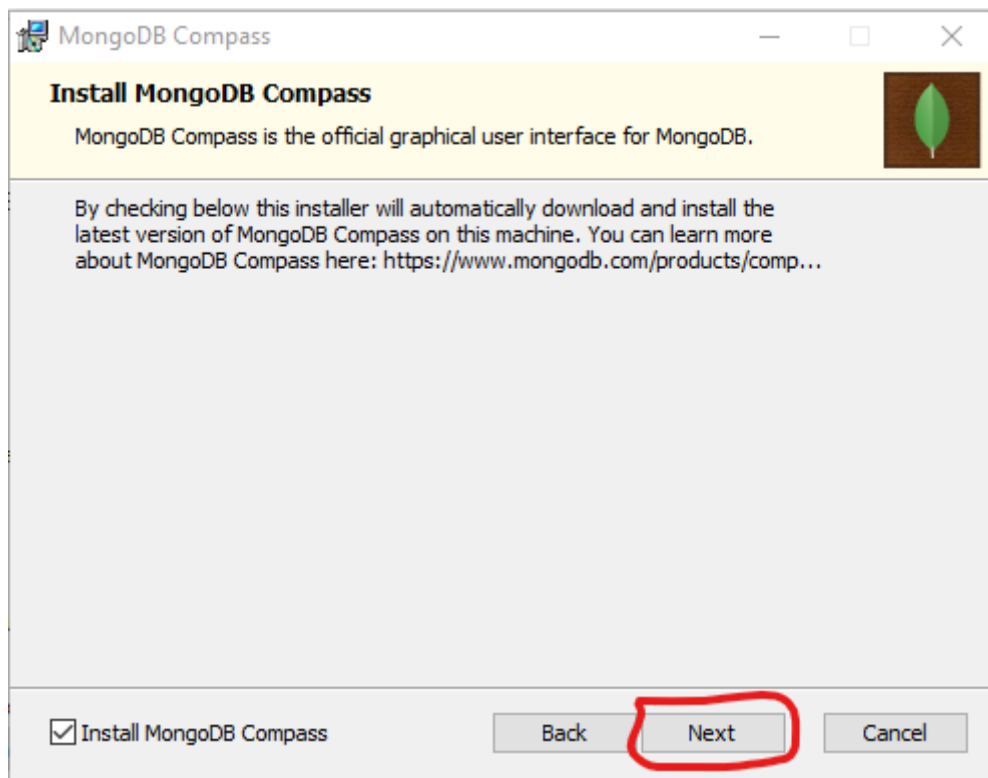 MongoDB Compass
Install MongoDB Compass
MongoDB Compass is the official graphical user interface for MongoDB.
By checking below this installer will automatically download and install the
latest version of MongoDB Compass on this machine. You can learn more
about MongoDB Compass here: https://www.mongodb.com/products/comp...
Install MongoDB Compass
Back
Next
Cancel